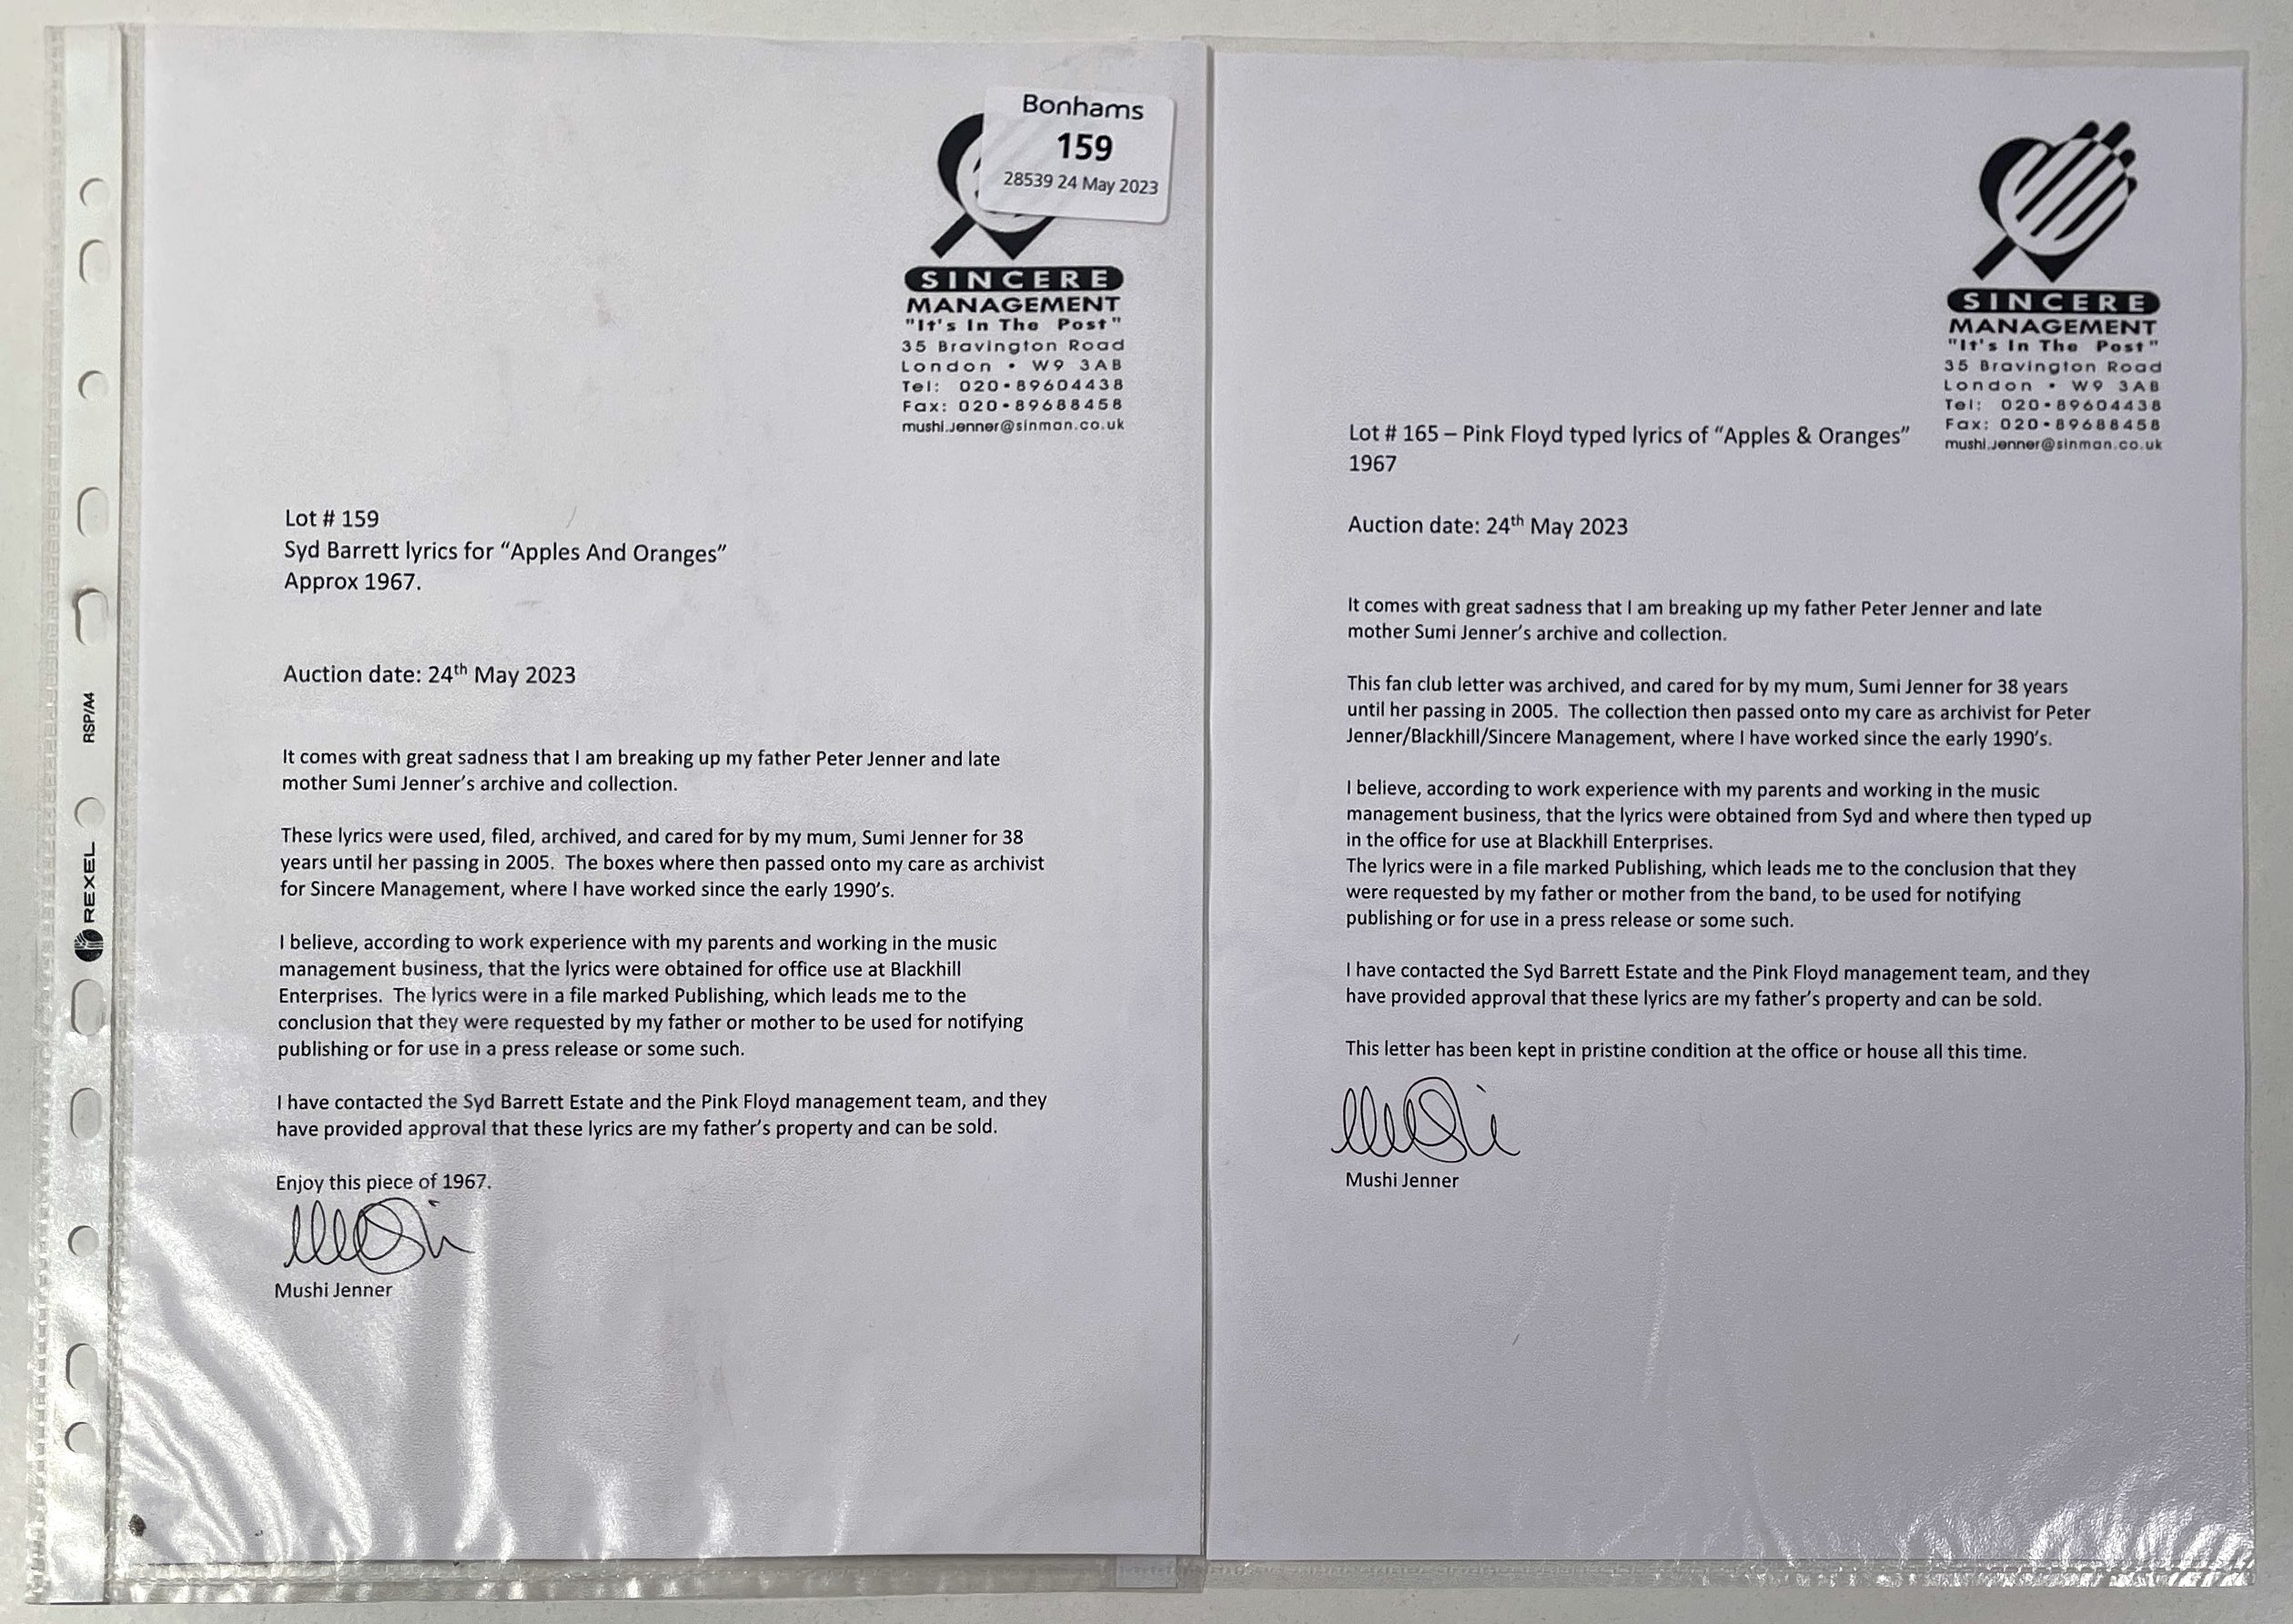 Bonhams
159
28539 24 May 2023
SINCERE
MANAGEMENT
"It's In The Post"
35 Bravington Road
London • W9 3AB
Tel: 020•89604438
Fax: 020•89688458
mushi.jenner@sinman.co.uk
Lot # 159
Syd Barrett lyrics for “Apples And Oranges”
Approx 1967.
Auction date: 24th May 2023
It comes with great sadness that I am breaking up my father Peter Jenner and late
mother Sumi Jenner’s archive and collection.
These lyrics were used, filed, archived, and cared for by my mum, Sumi Jenner for 38
years until her passing in 2005.  The boxes where then passed onto my care as archivist
for Sincere Management, where I have worked since the early 1990’s.
I believe, according to work experience with my parents and working in the music
management business, that the lyrics were obtained for office use at Blackhill
Enterprises.  The lyrics were in a file marked Publishing, which leads me to the
conclusion that they were requested by my father or mother to be used for notifying
publishing or for use in a press release or some such.
I have contacted the Syd Barrett Estate and the Pink Floyd management team, and they
have provided approval that these lyrics are my father’s property and can be sold.
Enjoy this piece of 1967.
Mushi
Mushi Jenner
RSP/A4
REXEL
SINCERE
MANAGEMENT
"It's In The Post"
35 Bravington Road
London • W9 3AB
Tel: 020•89604438
Fax: 020•89688458
mushi.jenner@sinman.co.uk
Lot # 165 – Pink Floyd typed lyrics of “Apples & Oranges”
1967
Auction date: 24th May 2023
It comes with great sadness that I am breaking up my father Peter Jenner and late
mother Sumi Jenner’s archive and collection.
This fan club letter was archived, and cared for by my mum, Sumi Jenner for 38 years
until her passing in 2005.  The collection then passed onto my care as archivist for Peter
Jenner/Blackhill/Sincere Management, where I have worked since the early 1990’s.
I believe, according to work experience with my parents and working in the music
management business, that the lyrics were obtained from Syd and where then typed up
in the office for use at Blackhill Enterprises.
The lyrics were in a file marked Publishing, which leads me to the conclusion that they
were requested by my father or mother from the band, to be used for notifying
publishing or for use in a press release or some such.
I have contacted the Syd Barrett Estate and the Pink Floyd management team, and they
have provided approval that these lyrics are my father’s property and can be sold.
This letter has been kept in pristine condition at the office or house all this time.
Mushi
Mushi Jenner